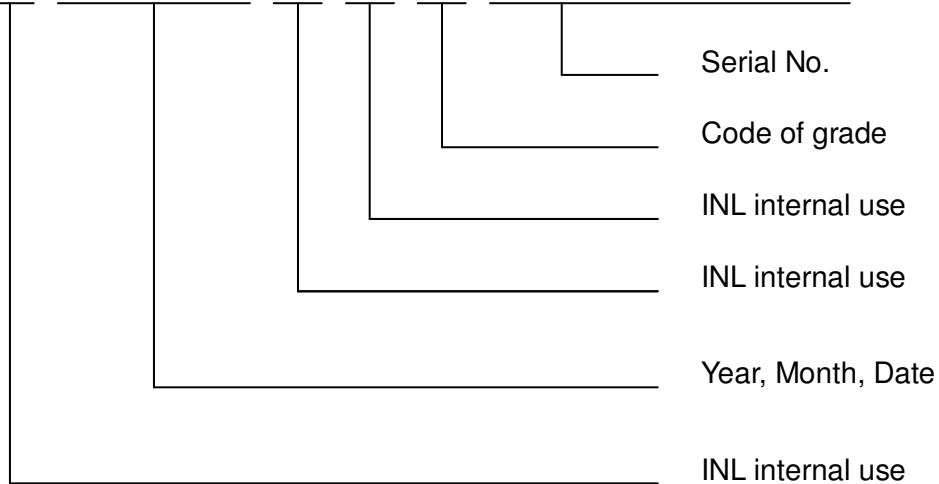 Serial No.
Code of grade
INL internal use
INL internal use
Year, Month, Date
INL internal use